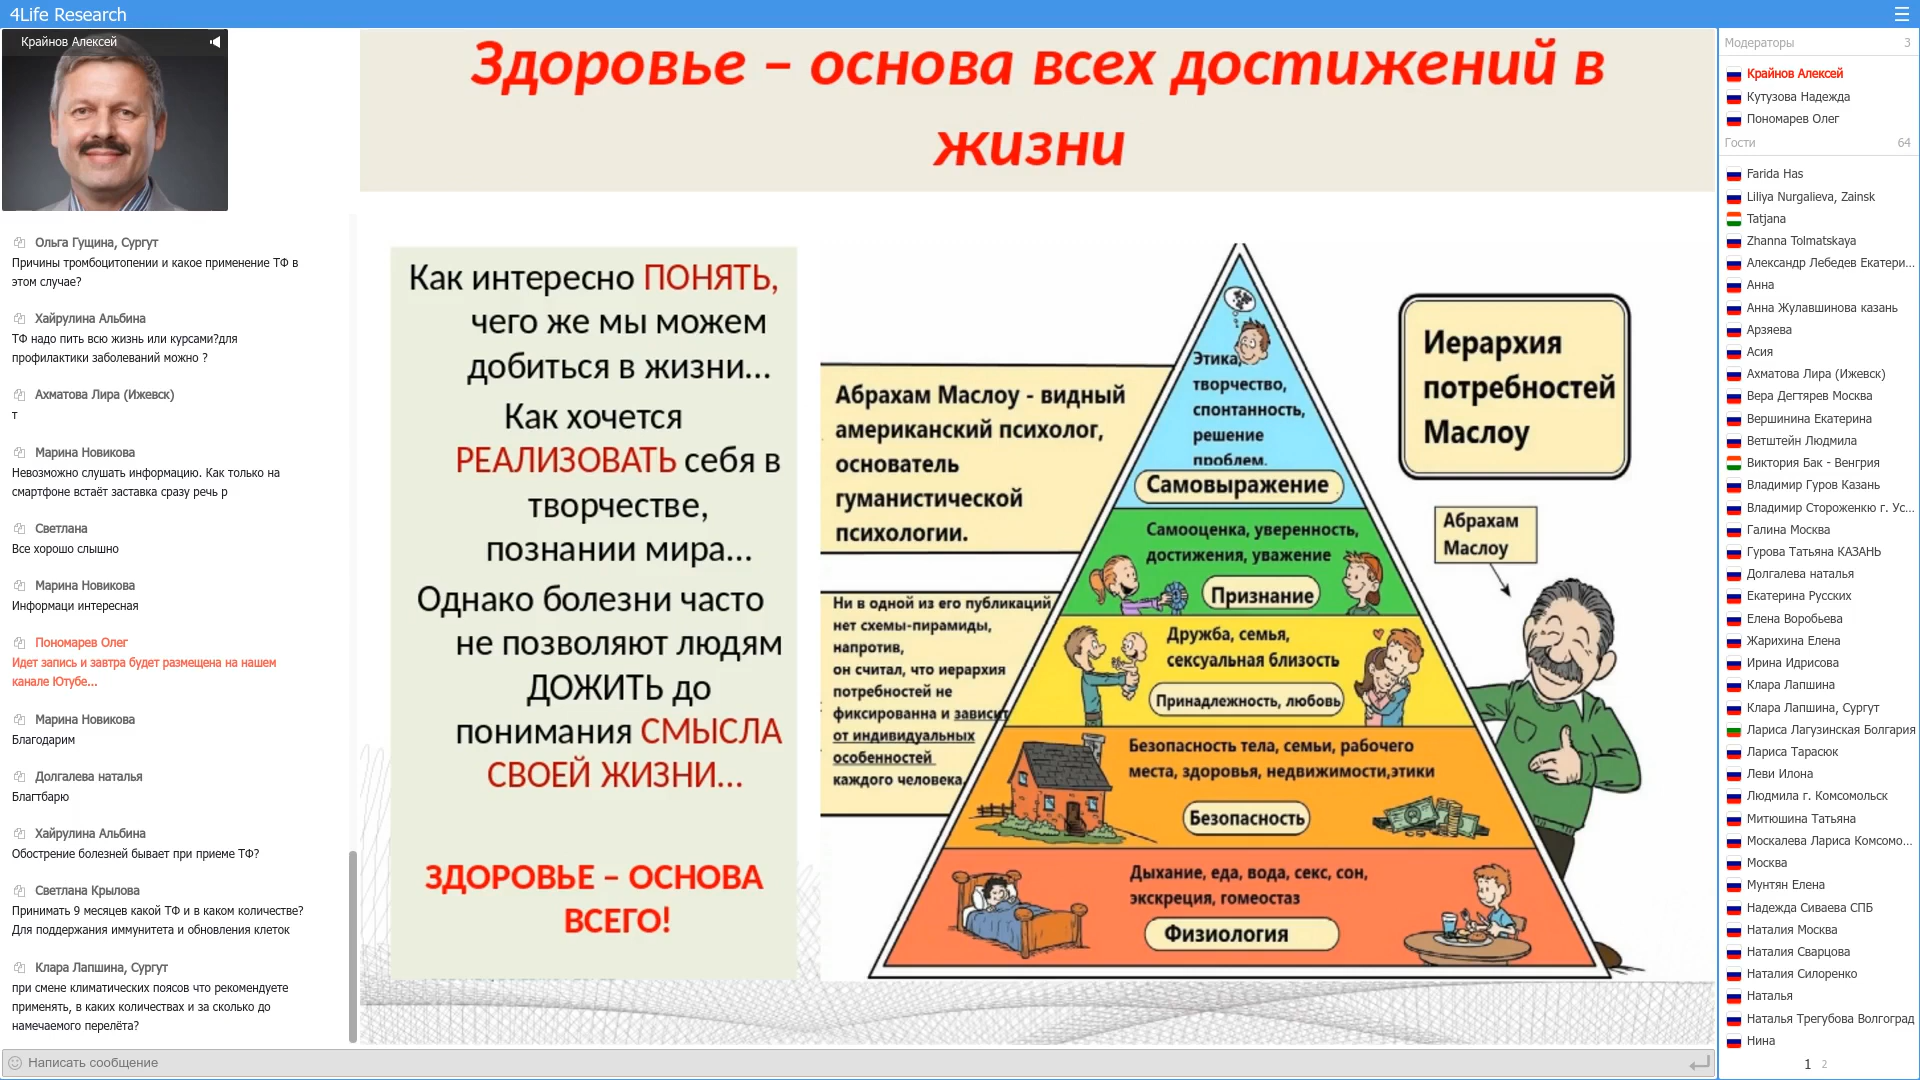 4Life Research
Крайнов Алексей
Ольга Гущина, Сургут
Причины тромбоцитопении и какое применение ТФ в
этом случае?
Хайрулина Альбина
ТФ надо пить всю жизнь или курсами?для
профилактики заболеваний можно ?
Ахматова Лира (Ижевск)
т
Марина Новикова
Невозможно слушать информацию. Как только на
смартфоне встаёт заставка сразу речь р
Светлана
Все хорошо слышно
Марина Новикова
Информаци интересная
Пономарев Олег
Идет запись и завтра будет размещена на нашем
канале Ютубе...
Марина Новикова
Благодарим
Долгалева наталья
Благтбарю
Хайрулина Альбина
Обострение болезней бывает при приеме ТФ?
Светлана Крылова
Принимать 9 месяцев какой ТФ и в каком количестве?
Для поддержания иммунитета и обновления клеток
Клара Лапшина, Сургут
при смене климатических поясов что рекомендуете
применять, в каких количествах и за сколько до
намечаемого перелёта?
Написать сообщение
Здоровье – основа всех достижений в
жизни
Как интересно ПОНЯТЬ,
чего же мы можем
добиться в жизни...
Как хочется
РЕАЛИЗОВАТЬ себя в
творчестве,
познании мира...
Однако болезни часто
не позволяют людям
ДОЖИТЬ до
понимания СМЫСЛА
СВОЕЙ ЖИЗНИ...
ЗДОРОВЬЕ – ОСНОВА
ВСЕГО!
Абрахам Маслоу - видный
американский психолог,
основатель
гуманистической
психологии.
Ни в одной из его публикаций
нет схемы-пирамиды,
напротив,
он считал, что иерархия
потребностей не
фиксированна и зависит
от индивидуальных
особенностей
каждого человека.
Этика,
творчество,
спонтанность,
решение
проблем.
Самовыражение
Самооценка, уверенность,
достижения, уважение
Признание
Дружба, семья,
сексуальная близость
Принадлежность, любовь
Безопасность тела, семьи, рабочего
места, здоровья, недвижимости,этики
Безопасность
Дыхание, еда, вода, секс, сон,
экскреция, гомеостаз
Физиология
Иерархия
потребностей
Маслоу
Абрахам
Маслоу
Модераторы 3
Крайнов Алексей
Кутузова Надежда
Пономарев Олег
Гости 64
Farida Has
Liliya Nurgalieva, Zainsk
Tatjana
Zhanna Tolmatskaya
Александр Лебедев Екатери...
Анна
Анна Жулавшинова казань
Арзяева
Асия
Ахматова Лира (Ижевск)
Вера Дегтярев Москва
Вершинина Екатерина
Ветштейн Людмила
Виктория Бак - Венгрия
Владимир Гуров Казань
Владимир Стороженкю г. Ус...
Галина Москва
Гурова Татьяна КАЗАНЬ
Долгалева наталья
Екатерина Русских
Елена Воробьева
Жарихина Елена
Ирина Идрисова
Клара Лапшина
Клара Лапшина, Сургут
Лариса Лагузинская Болгария
Лариса Тарасюк
Леви Илона
Людмила г. Комсомольск
Митюшина Татьяна
Москалева Лариса Комсомо...
Москва
Мунтян Елена
Надежда Сиваева СПБ
Наталия Москва
Наталия Сварцова
Наталия Силоренко
Наталья
Наталья Трегубова Волгоград
Нина
1 2